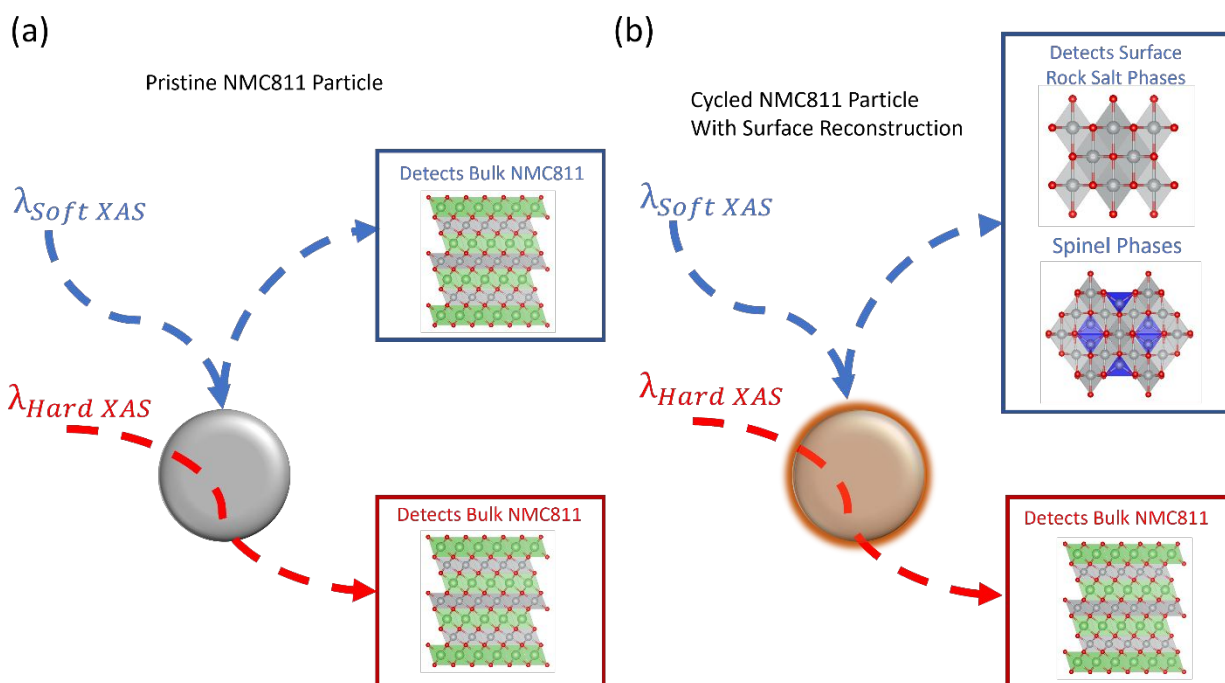 (a)
Pristine NMC811 Particle
λSoft XAS
Detects Bulk NMC811
λHard XAS
Detects Bulk NMC811
(b)
Cycled NMC811 Particle
With Surface Reconstruction
Detects Surface
Rock Salt Phases
λSoft XAS
Spinel Phases
λHard XAS
Detects Bulk NMC811